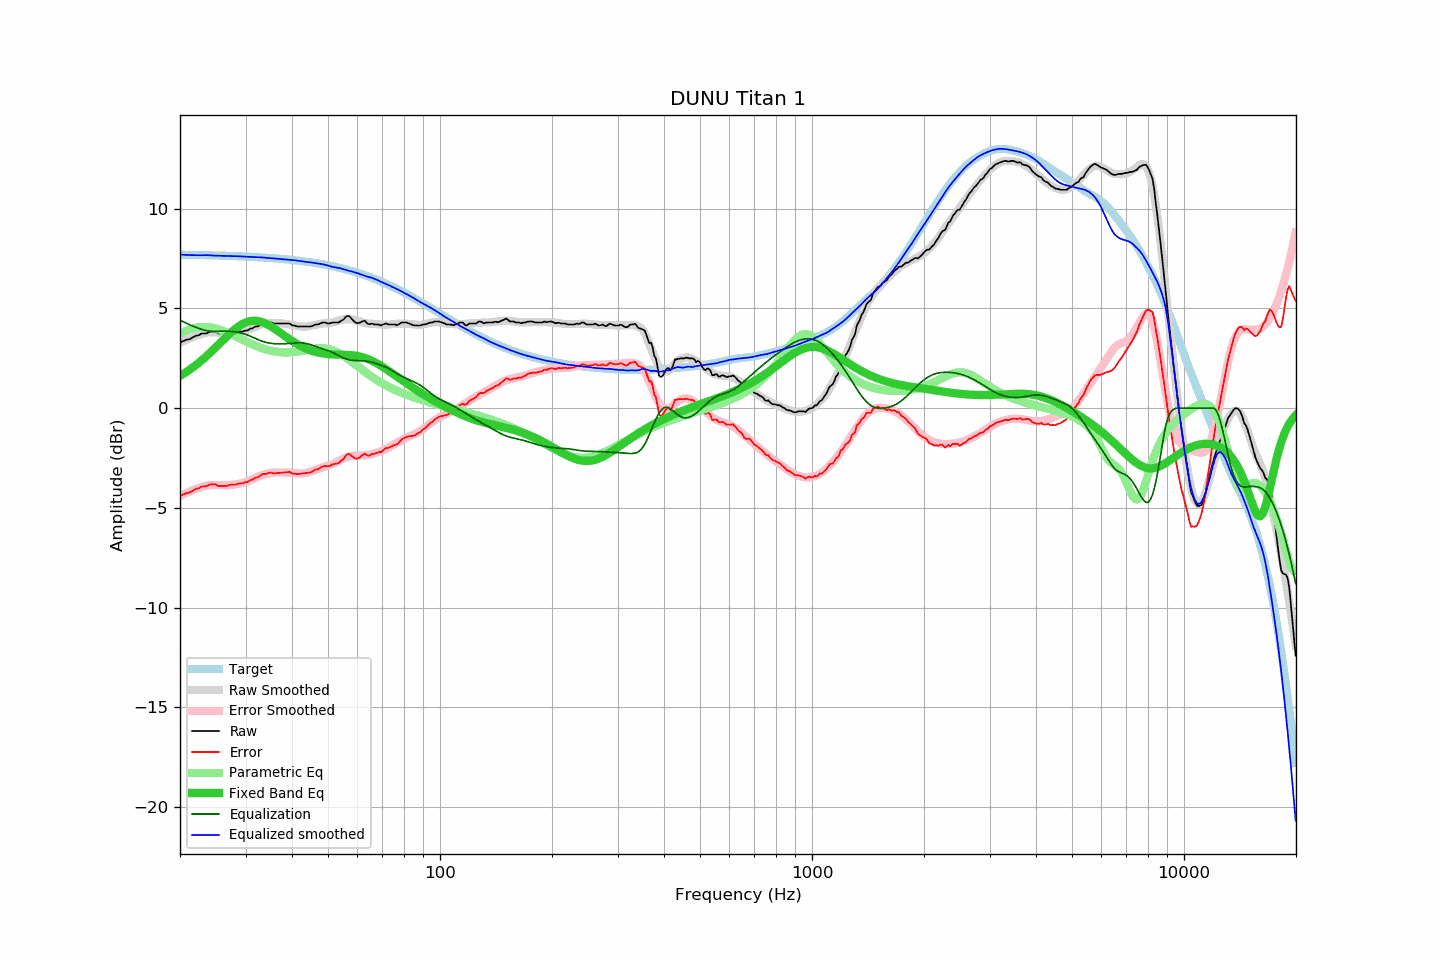 DUNU Titan 1
Amplitude (dBr)
10
5
0
−5
−10
−15
−20
Target
Raw Smoothed
Error Smoothed
Raw
Error
Parametric Eq
Fixed Band Eq
Equalization
Equalized smoothed
100
1000
10000
Frequency (Hz)